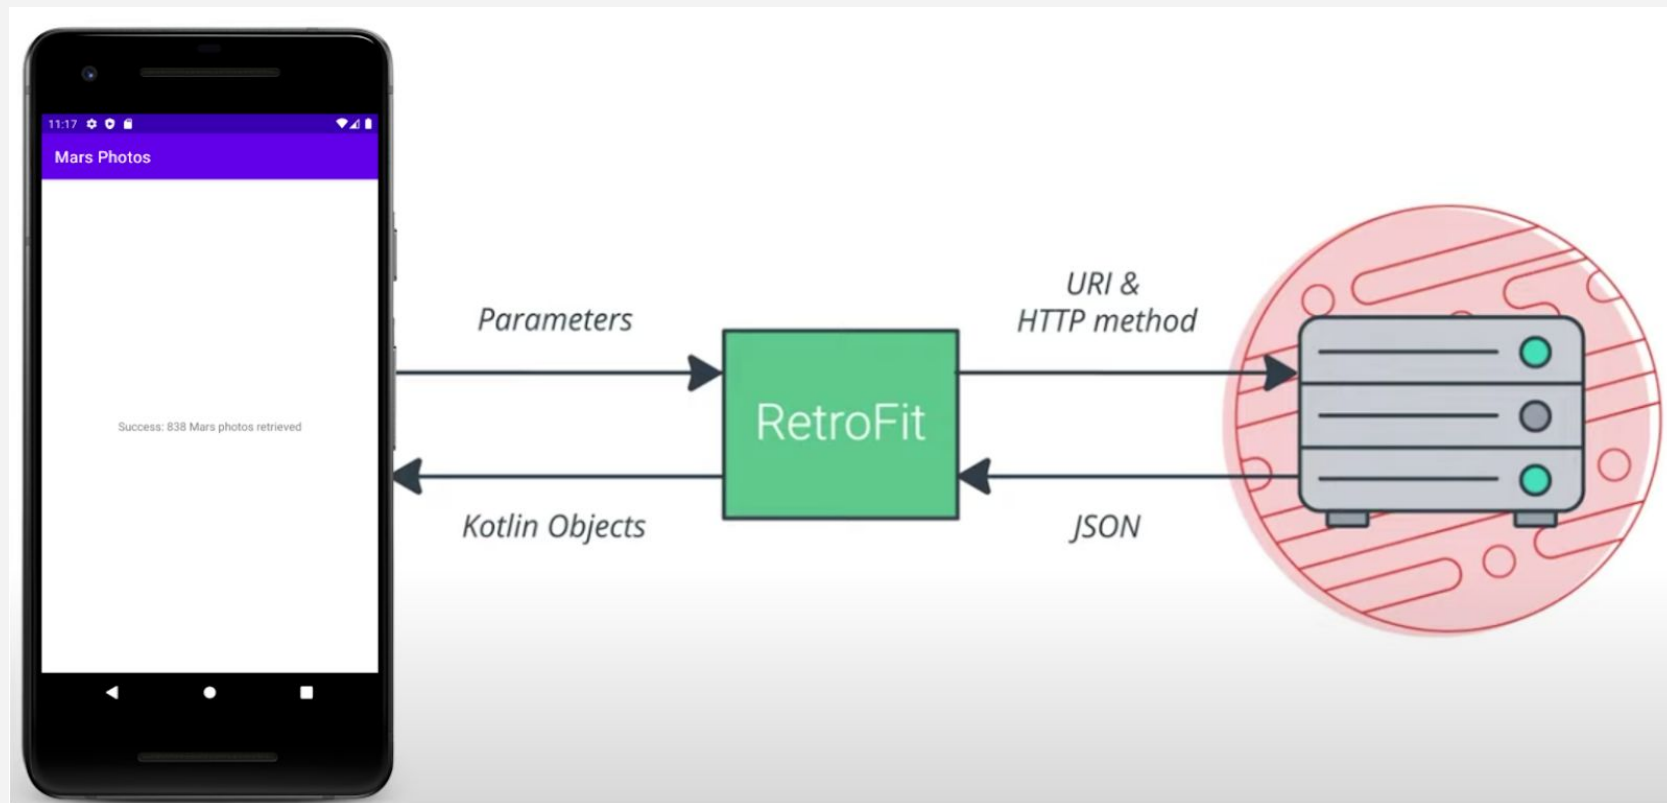 11:17
Mars Photos
Success: 838 Mars photos retrieved
Parameters
Kotlin Objects
RetroFit
URI &
HTTP method
JSON